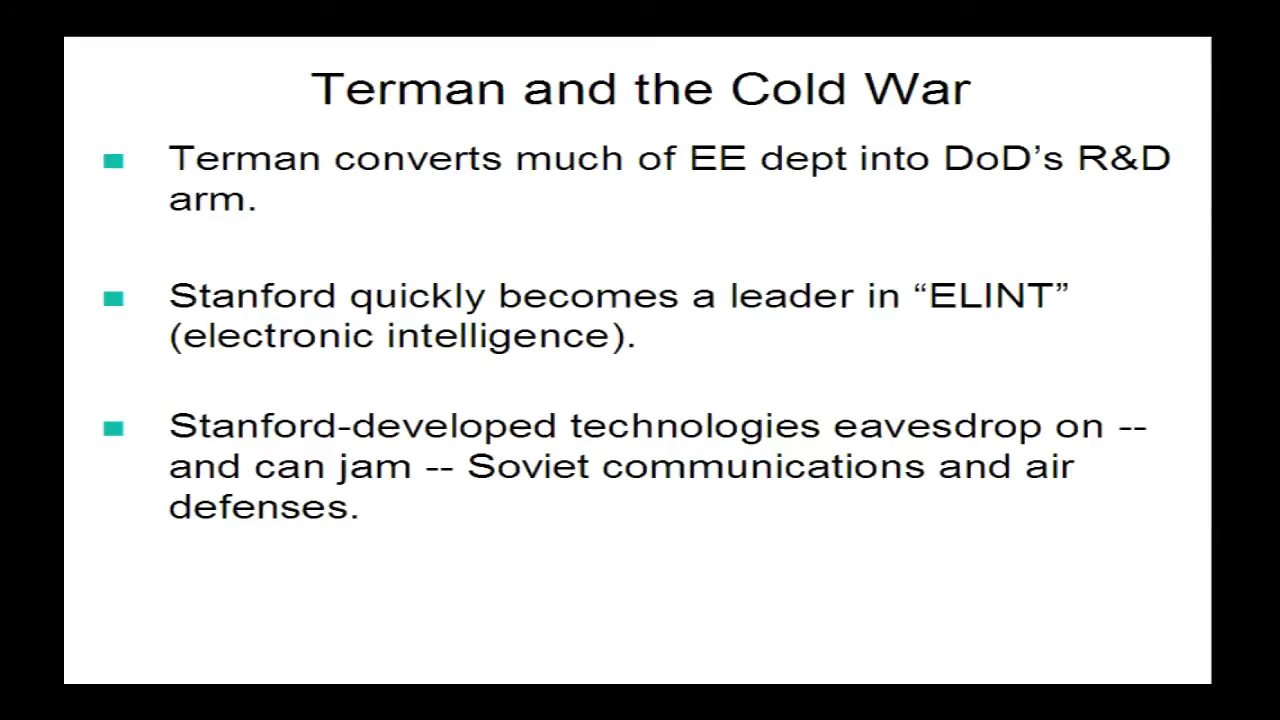 Terman and the Cold War
Terman converts much of EE dept into DoD’s R&D
arm.
Stanford quickly becomes a leader in “ELINT”
(electronic intelligence).
Stanford-developed technologies eavesdrop on --
and can jam -- Soviet communications and air
defenses.